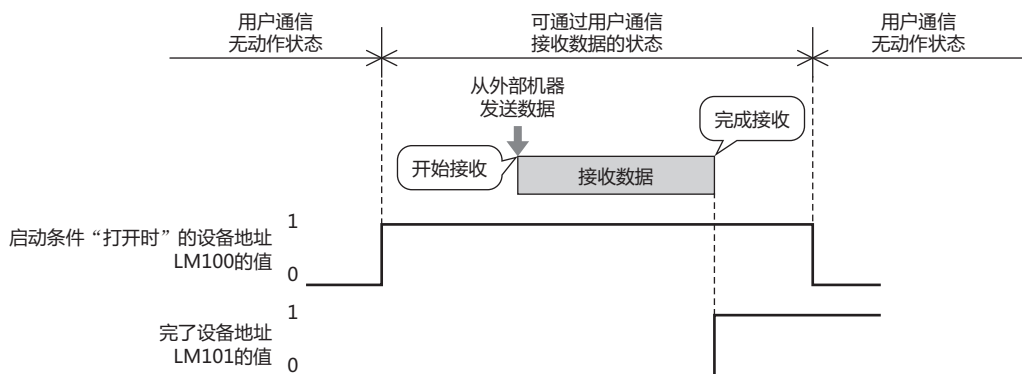 用户通信
无动作状态
可通过用户通信
接收数据的状态
用户通信
无动作状态
从外部机器
发送数据
开始接收
完成接收
接收数据
启动条件“打开时”的设备地址
LM100的值
1
0
完了设备地址
LM101的值
1
0